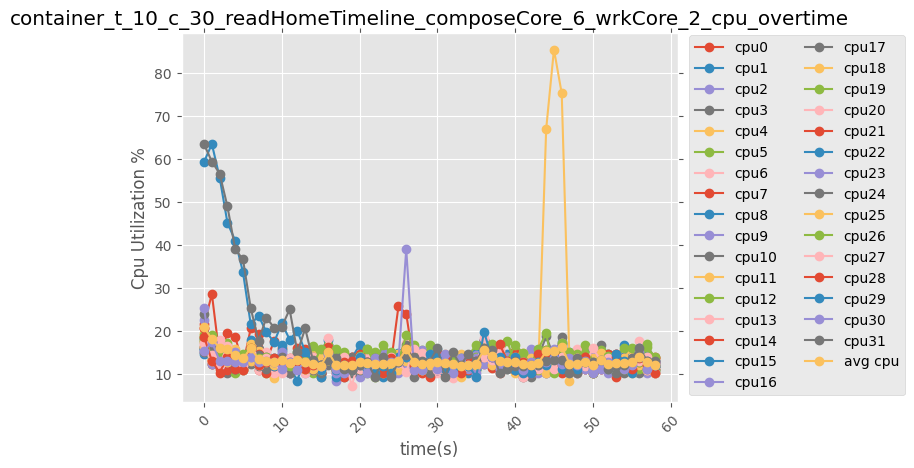 container_t_10_c_30_readHomeTimeline_composeCore_6_wrkCore_2_cpu_overtime
Cpu Utilization %
80
70
60
50
40
30
20
10
0
10
20
30
40
50
60
time(s)
cpu0
cpu1
cpu2
cpu3
cpu4
cpu5
cpu6
cpu7
cpu8
cpu9
cpu10
cpu11
cpu12
cpu13
cpu14
cpu15
cpu16
cpu17
cpu18
cpu19
cpu20
cpu21
cpu22
cpu23
cpu24
cpu25
cpu26
cpu27
cpu28
cpu29
cpu30
cpu31
avg cpu